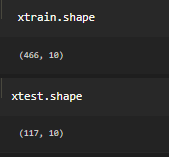 xtrain.shape
(466, 10)
xtest.shape
(117, 10)